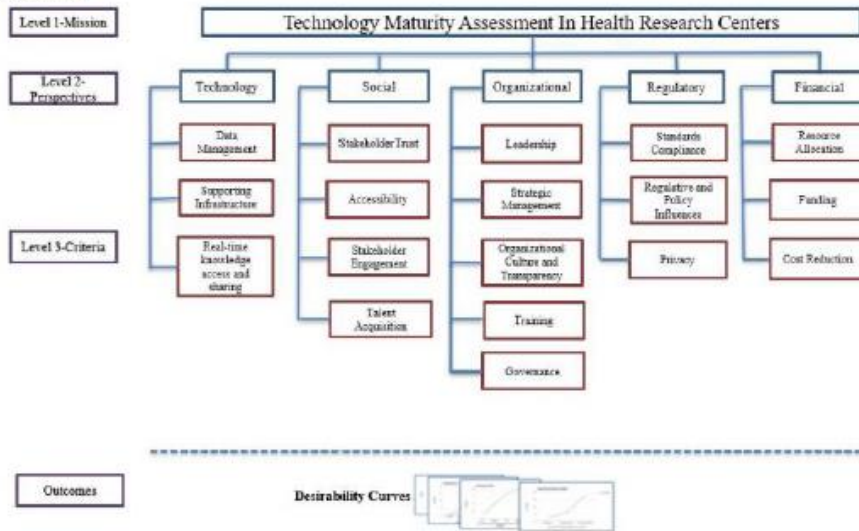 Level 1-Mission
Technology Maturity Assessment In Health Research Centers
Level 2-
Perspectives
Technology
Social
Organizational
Regulatory
Financial
Level 3-Criteria
Data
Management
Supporting
Infrastructure
Real-time
knowledge
access and
sharing
Stakeholder Trust
Accessibility
Stakeholder
Engagement
Talent
Acquisition
Leadership
Strategic
Management
Organizational
Culture and
Transparency
Training
Governance
Standards
Compliance
Regulative and
Policy
Influences
Privacy
Resource
Allocation
Funding
Cost Reduction
Outcomes
Desirability Curves